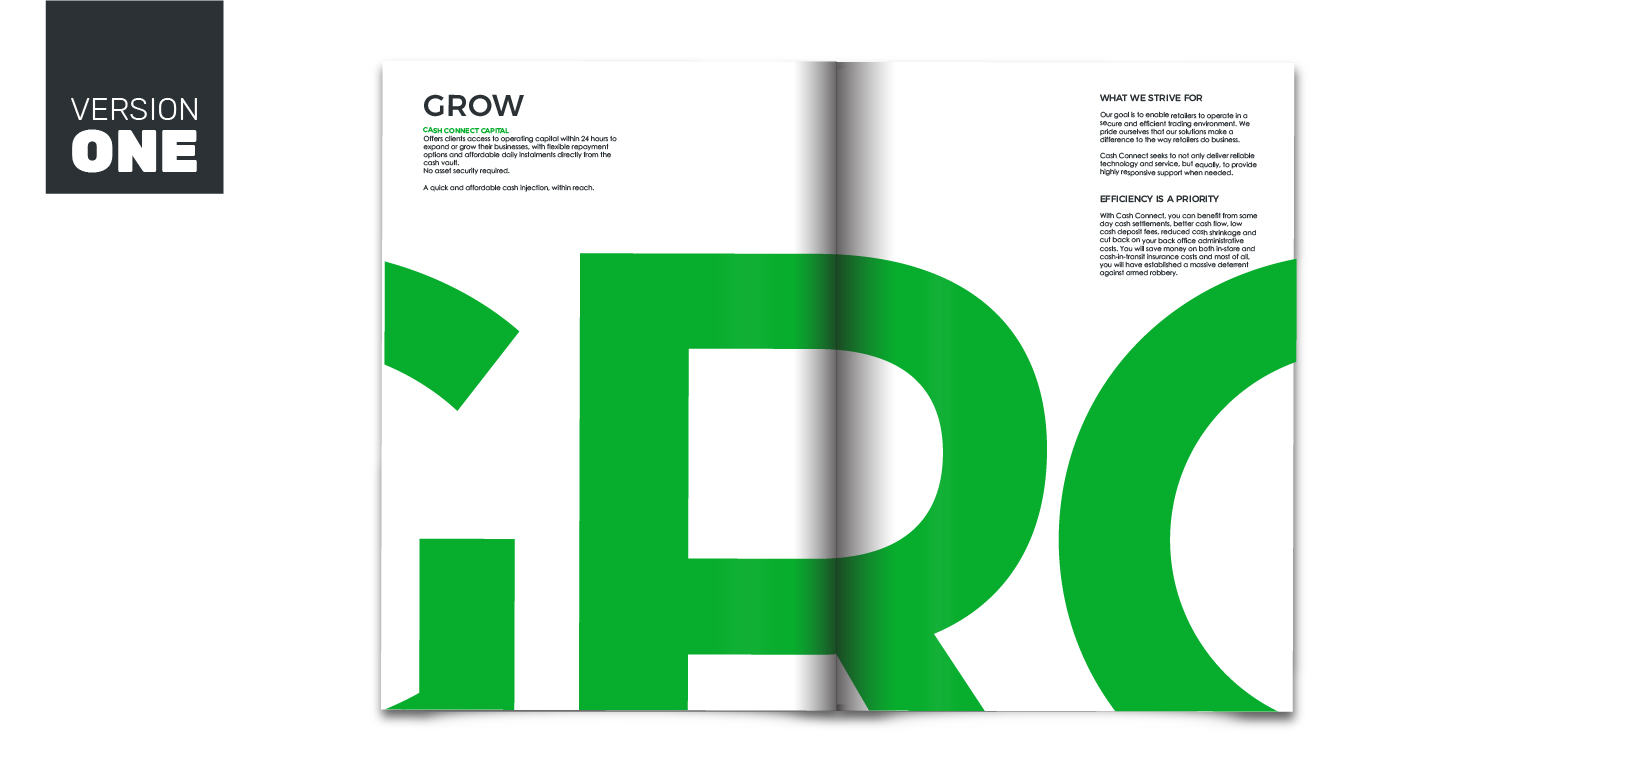 VERSION
ONE
GROW
CASH CONNECT CAPITAL
Offers clients access to operating capital within 24 hours to
expand or grow their businesses, with flexible repayment
options and affordable daily instalments directly from the
cash vault.
No asset security required.
A quick and affordable cash injection, within reach.
WHAT WE STRIVE FOR
Our goal is to enable retailers to operate in a
secure and efficient trading environment. We
pride ourselves that our solutions make a
difference to the way retailers do business.
Cash Connect seeks to not only deliver reliable
technology and service, but equally, to provide
highly responsive support when needed.
EFFICIENCY IS A PRIORITY
With Cash Connect, you can benefit from same
day cash settlements, better cash flow, low
cash deposit fees, reduced cash shrinkage and
cut back on your back office administrative
costs. You will save money on both in-store and
cash-in-transit insurance costs and most of all,
you will have established a massive deterrent
against armed robbery.
GRO